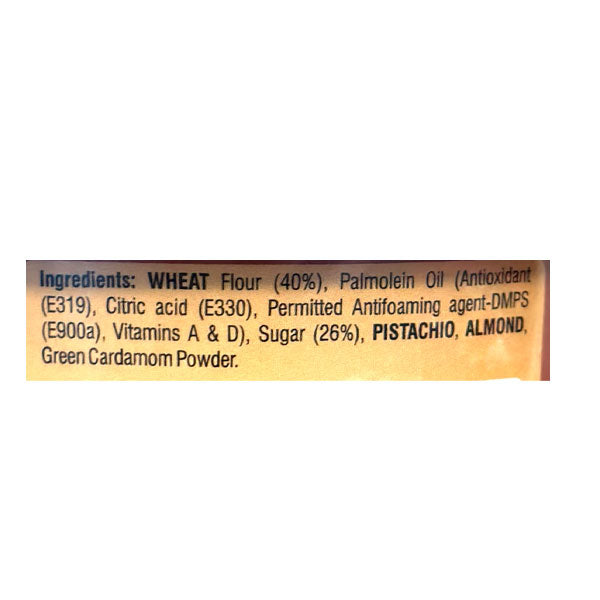 Ingredients: WHEAT Flour (40%), Palmolein Oil (Antioxidant
(E319), Citric acid (E330), Permitted Antifoaming agent-DMPS
(E900a), Vitamins A & D), Sugar (26%), PISTACHIO, ALMOND,
Green Cardamom Powder.